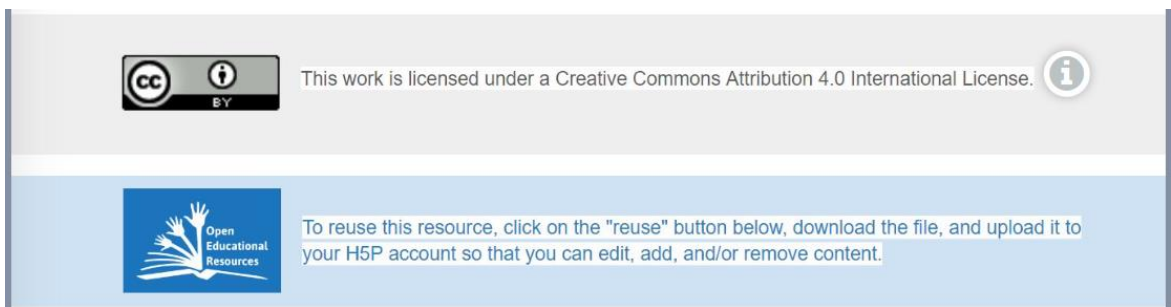 cc
BY
This work is licensed under a Creative Commons Attribution 4.0 International License.
i
Open
Educational
Resources
To reuse this resource, click on the "reuse" button below, download the file, and upload it to
your H5P account so that you can edit, add, and/or remove content.